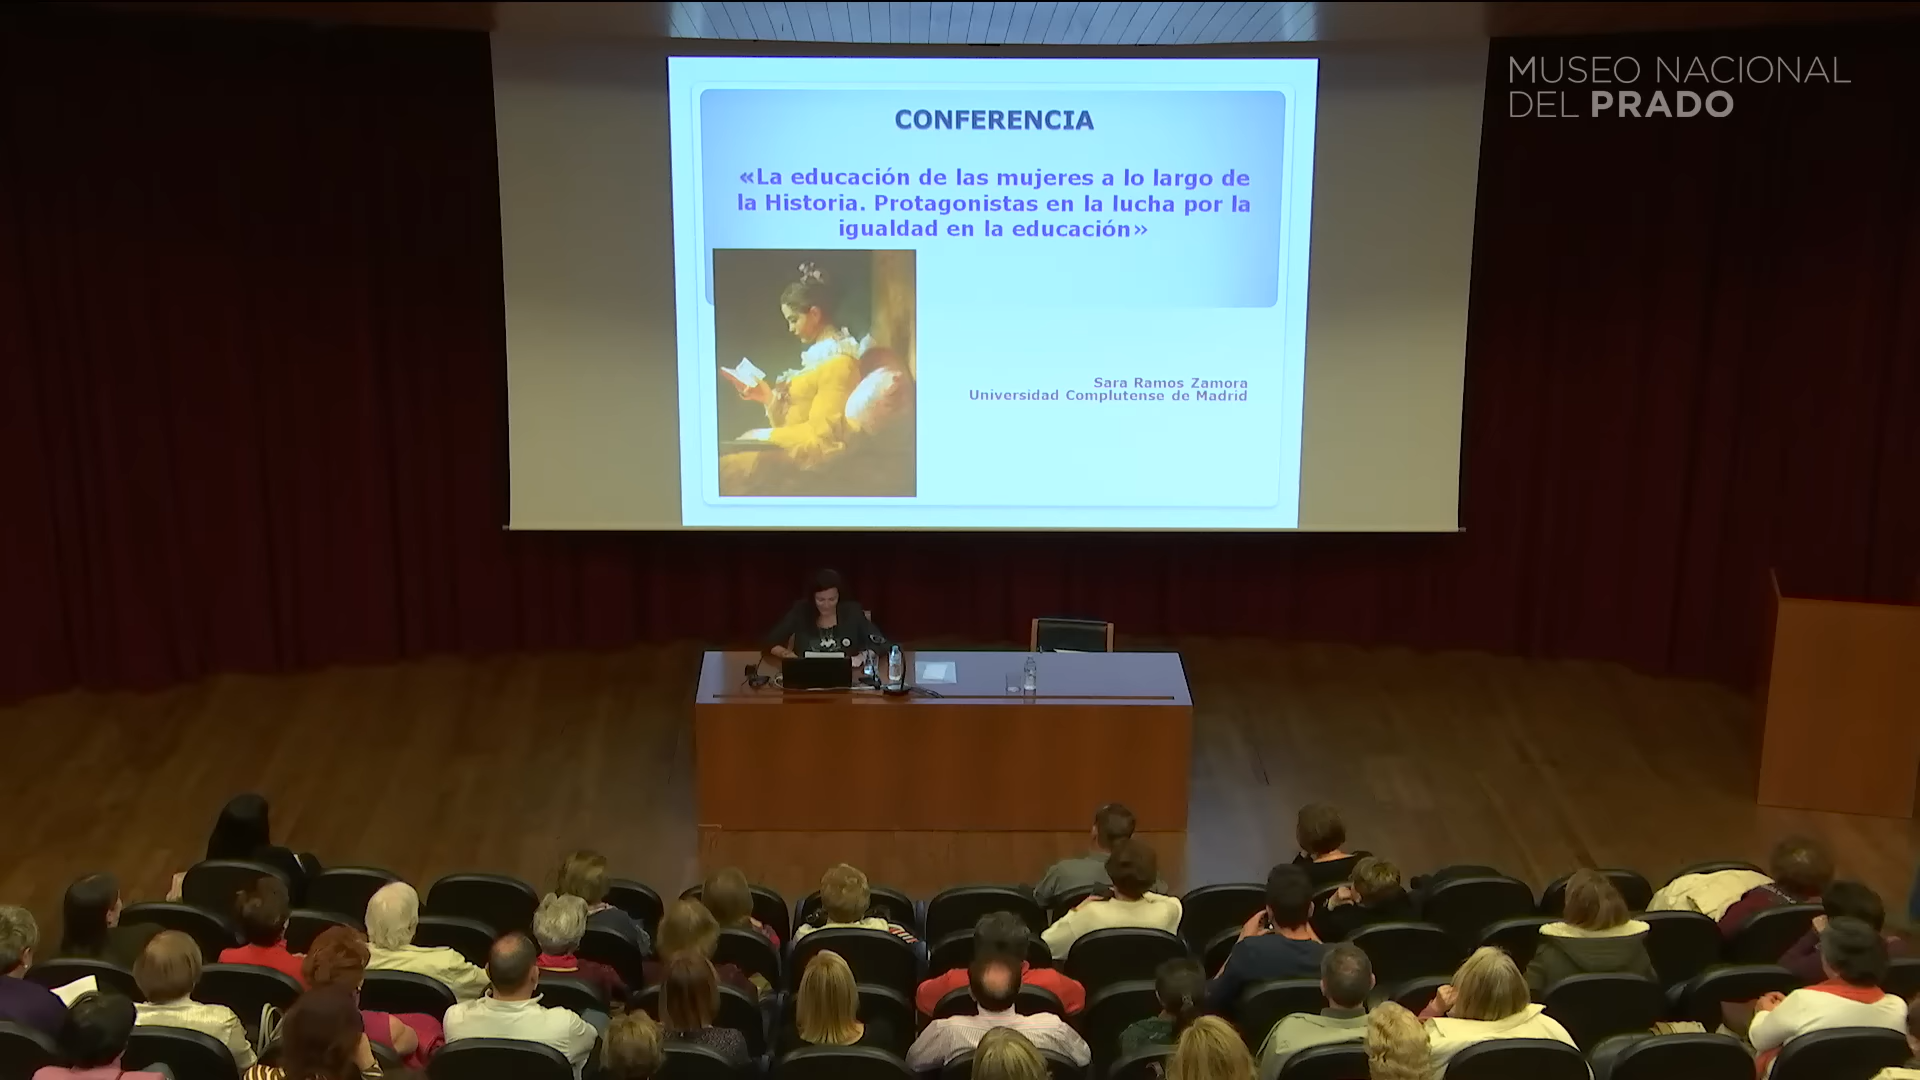 MUSEO NACIONAL
DEL PRADO
CONFERENCIA
«La educación de las mujeres a lo largo de
la Historia. Protagonistas en la lucha por la
igualdad en la educación»
Sara Ramos Zamora
Universidad Complutense de Madrid